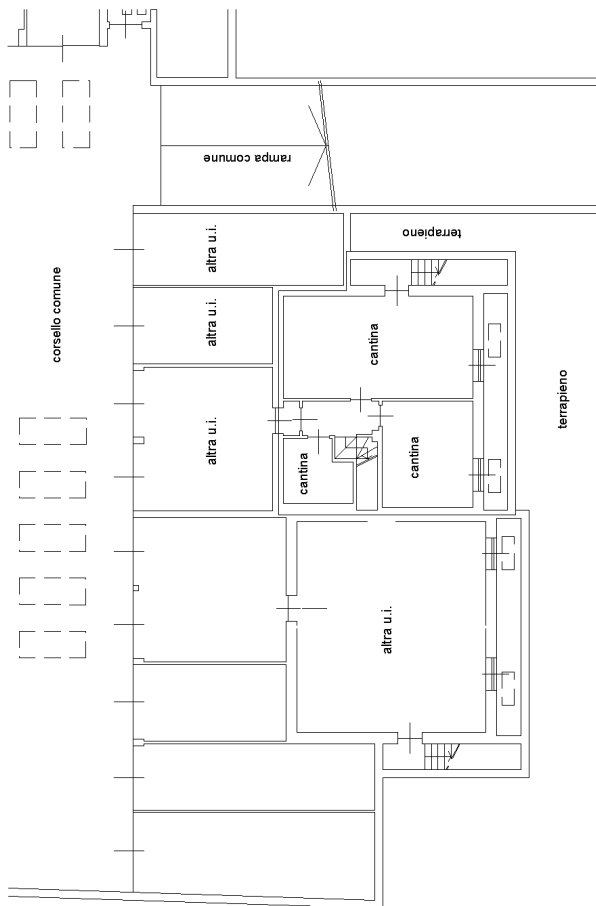 rampa comune
altra u.i.
terrapieno
corsello comune
altra u.i.
cantina
terrapieno
altra u.i.
cantina
cantina
altra u.i.